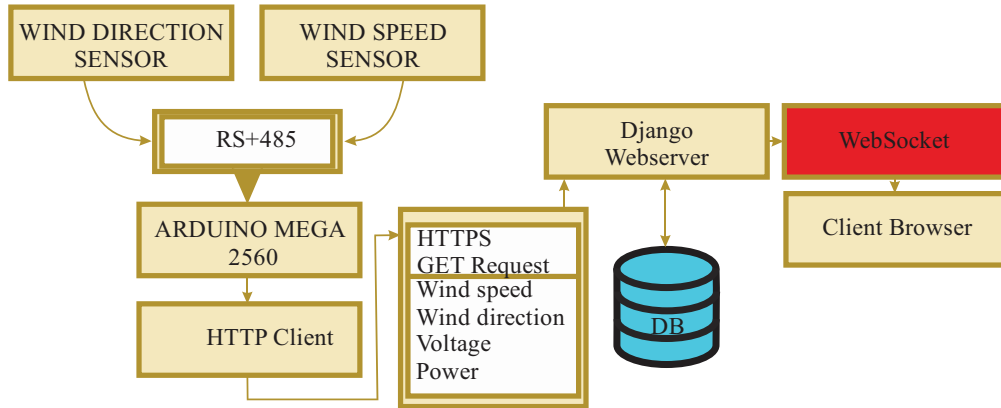 WIND DIRECTION
SENSOR
WIND SPEED
SENSOR
RS+485
ARDUINO MEGA
2560
HTTP Client
HTTPS
GET Request
Wind speed
Wind direction
Voltage
Power
Django
Webserver
DB
WebSocket
Client Browser